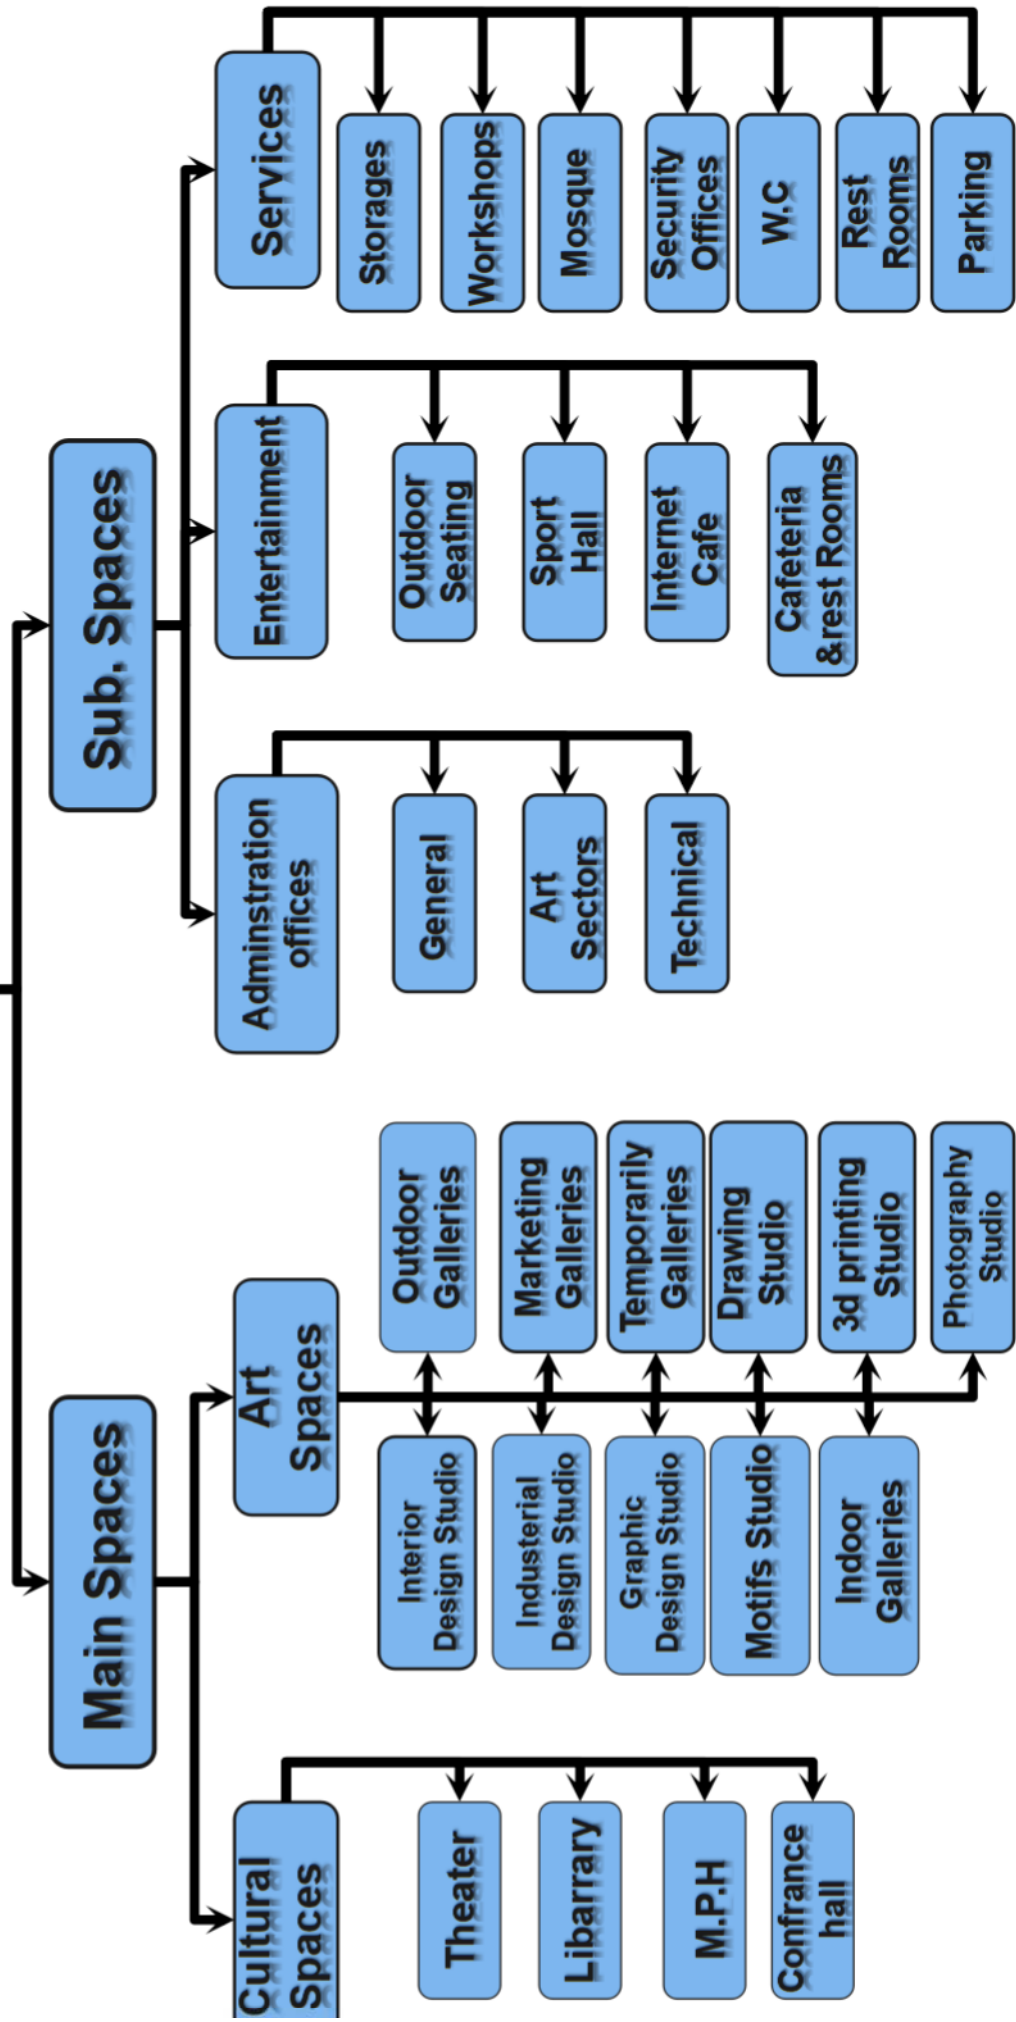 Main Spaces
Sub. Spaces
Cultural
Spaces
Art
Spaces
Adminstration
offices
Entertainment
Services
Theater
Libarrary
M.P.H
Confrance
hall
Interior
Design Studio
Industerial
Design Studio
Graphic
Design Studio
Motifs Studio
Indoor
Galleries
Outdoor
Galleries
Marketing
Galleries
Temporarily
Galleries
Drawing
Studio
3d printing
Studio
Photography
Studio
General
Art
Sectors
Technical
Outdoor
Seating
Sport
Hall
Internet
Cafe
Cafeteria
&rest Rooms
Storages
Workshops
Mosque
Security
Offices
W.C
Rest
Rooms
Parking